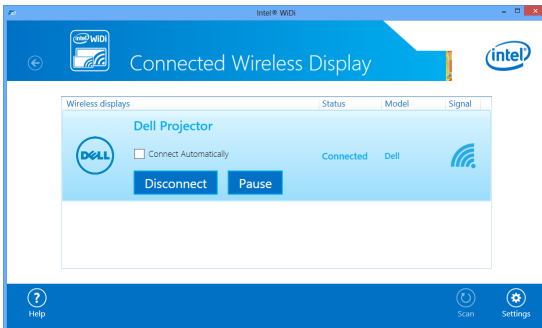 Intel® WiDi
intel WiDi
Connected Wireless Display
intel
Wireless displays Status Model Signal
Dell Projector
DELL
Connect Automatically
Connected Dell
Disconnect Pause
? Help
Scan Settings